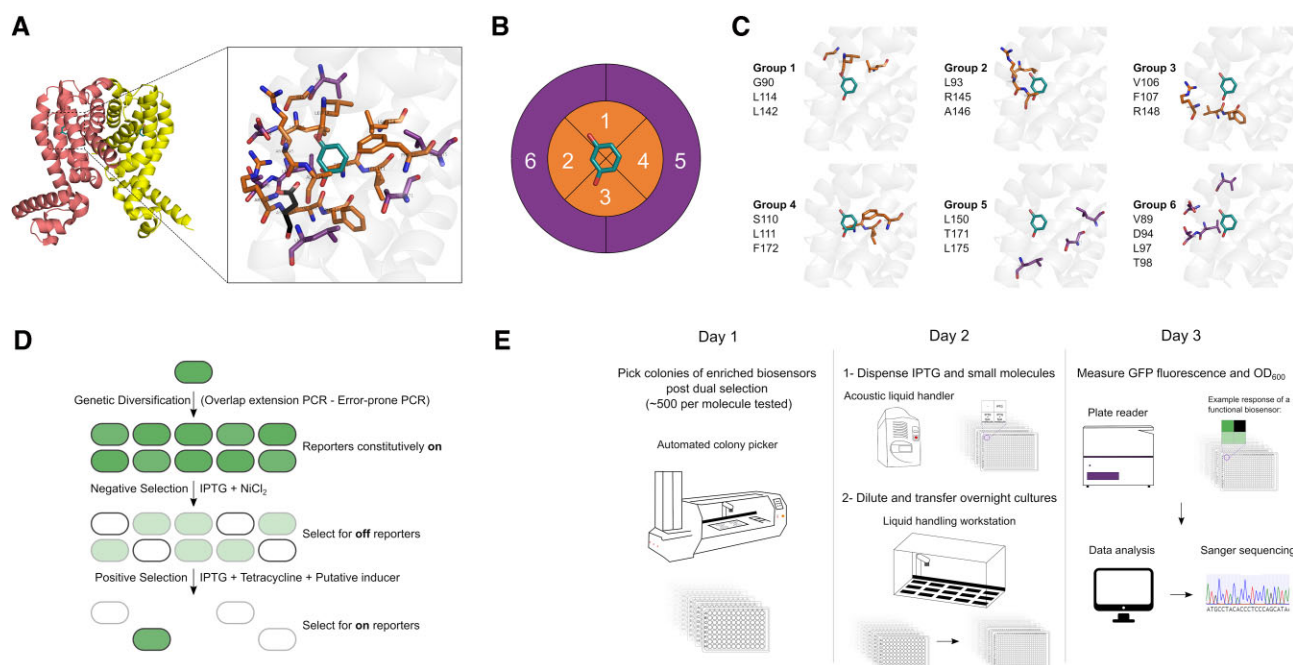 A
B
1
2
3
4
5
6
C
Group 1
G90
L114
L142
Group 2
L93
R145
A146
Group 3
V106
F107
R148
Group 4
S110
L111
F172
Group 5
L150
T171
L175
Group 6
V89
D94
L97
T98
D
Genetic Diversification (Overlap extension PCR - Error-prone PCR)
Reporters constitutively on
Negative Selection IPTG + NiCl₂
Select for off reporters
Positive Selection IPTG + Tetracycline + Putative inducer
Select for on reporters
E
Day 1
Pick colonies of enriched biosensors
post dual selection
(~500 per molecule tested)
Automated colony picker
Day 2
1- Dispense IPTG and small molecules
Acoustic liquid handler
2- Dilute and transfer overnight cultures
Liquid handling workstation
Day 3
Measure GFP fluorescence and OD₆₀₀
Plate reader
Example response of a
functional biosensor:
Data analysis
Sanger sequencing